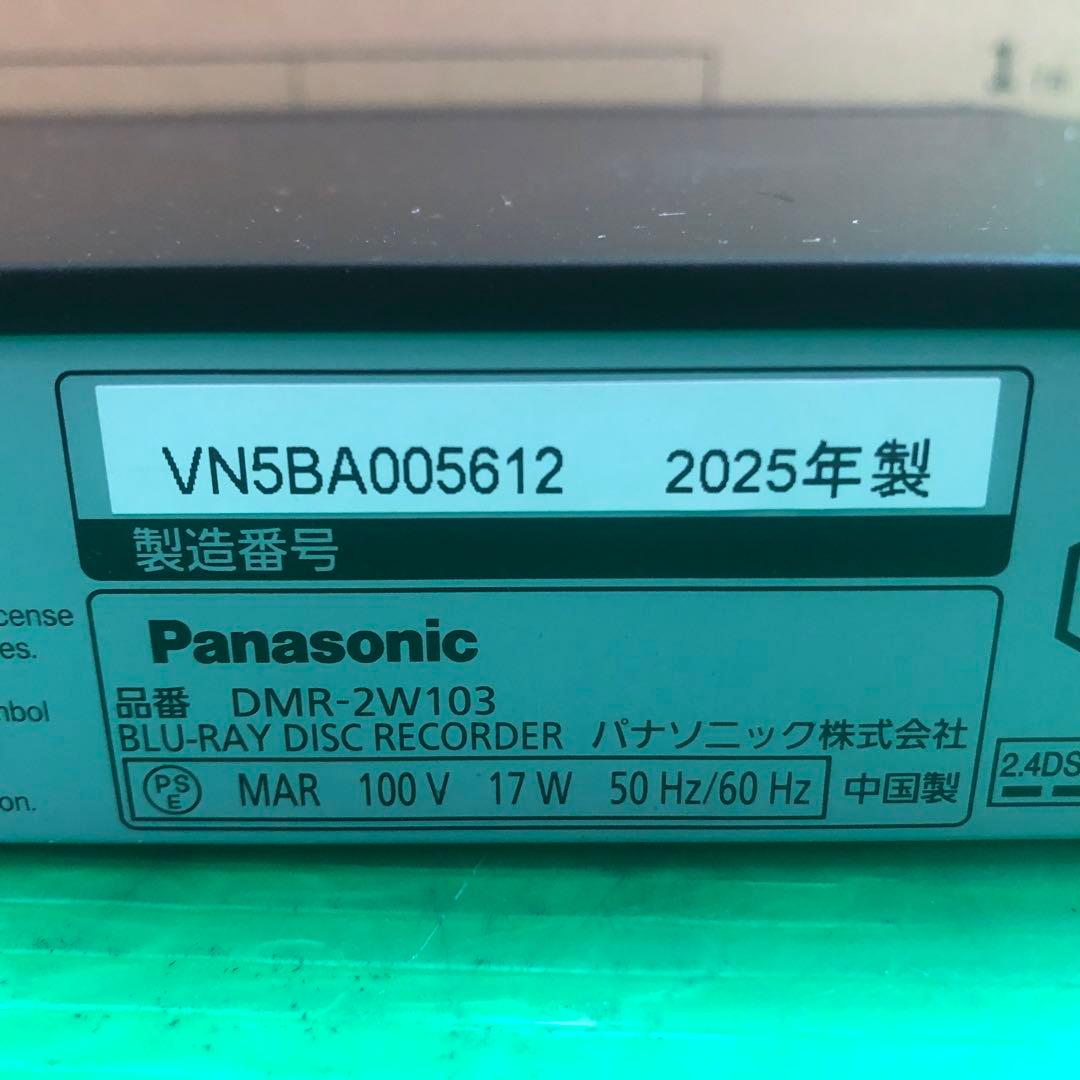 VN5BA005612 2025年製
製造番号
Panasonic
品番 DMR-2W103
BLU-RAY DISC RECORDER パナソニック株式会社
PSE MAR 100 V 17 W 50 Hz/60 Hz 中国製
2.4DS
cense
es.
nbol
on.